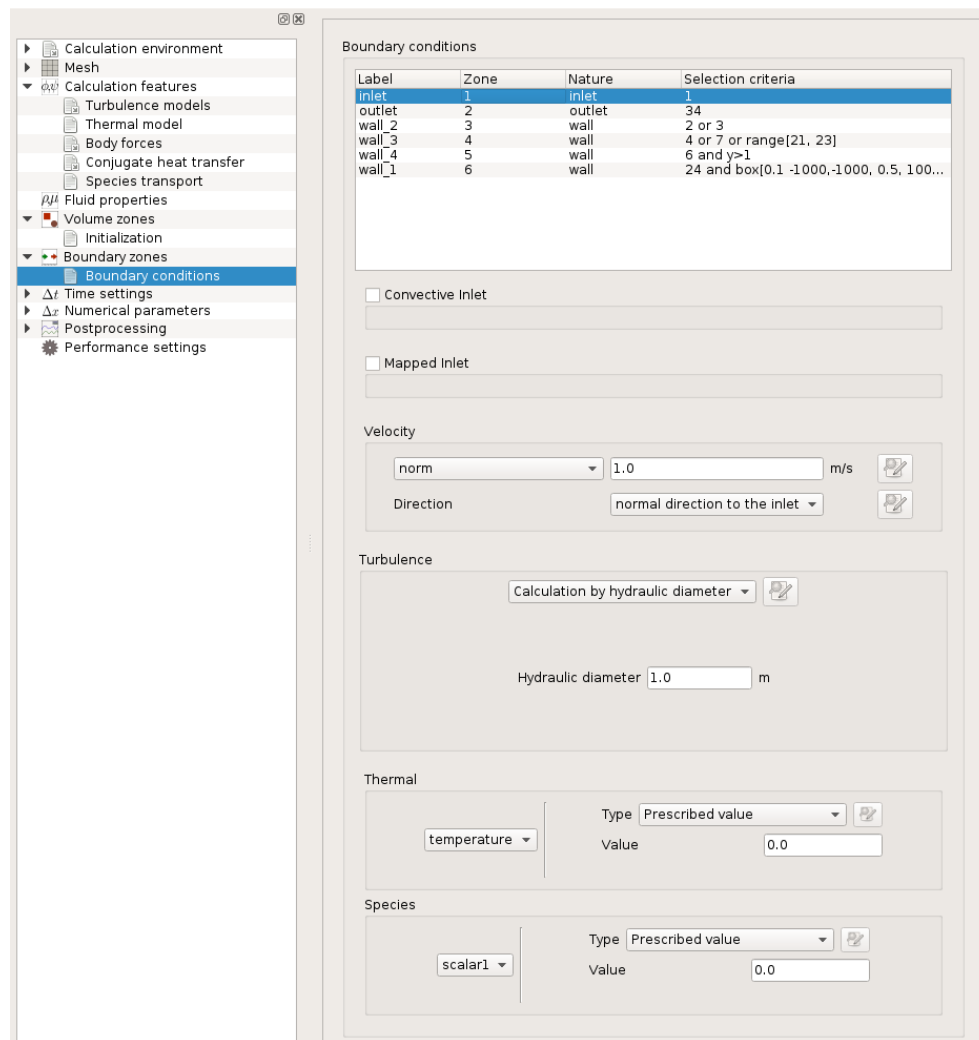 Calculation environment
Mesh
Calculation features
Turbulence models
Thermal model
Body forces
Conjugate heat transfer
Species transport
Fluid properties
Volume zones
Initialization
Boundary zones
Boundary conditions
Δt Time settings
Δx Numerical parameters
Postprocessing
Performance settings
Boundary conditions
Label Zone Nature Selection criteria
inlet 1 inlet 1
outlet 2 outlet 34
wall_2 3 wall 2 or 3
wall_3 4 wall 4 or 7 or range[21, 23]
wall_4 5 wall 6 and y>1
wall_1 6 wall 24 and box[0.1 -1000,-1000, 0.5, 100...
Convective Inlet
Mapped Inlet
Velocity
norm 1.0 m/s
Direction normal direction to the inlet
Turbulence
Calculation by hydraulic diameter
Hydraulic diameter 1.0 m
Thermal
Type Prescribed value
temperature
Value 0.0
Species
Type Prescribed value
scalar1
Value 0.0